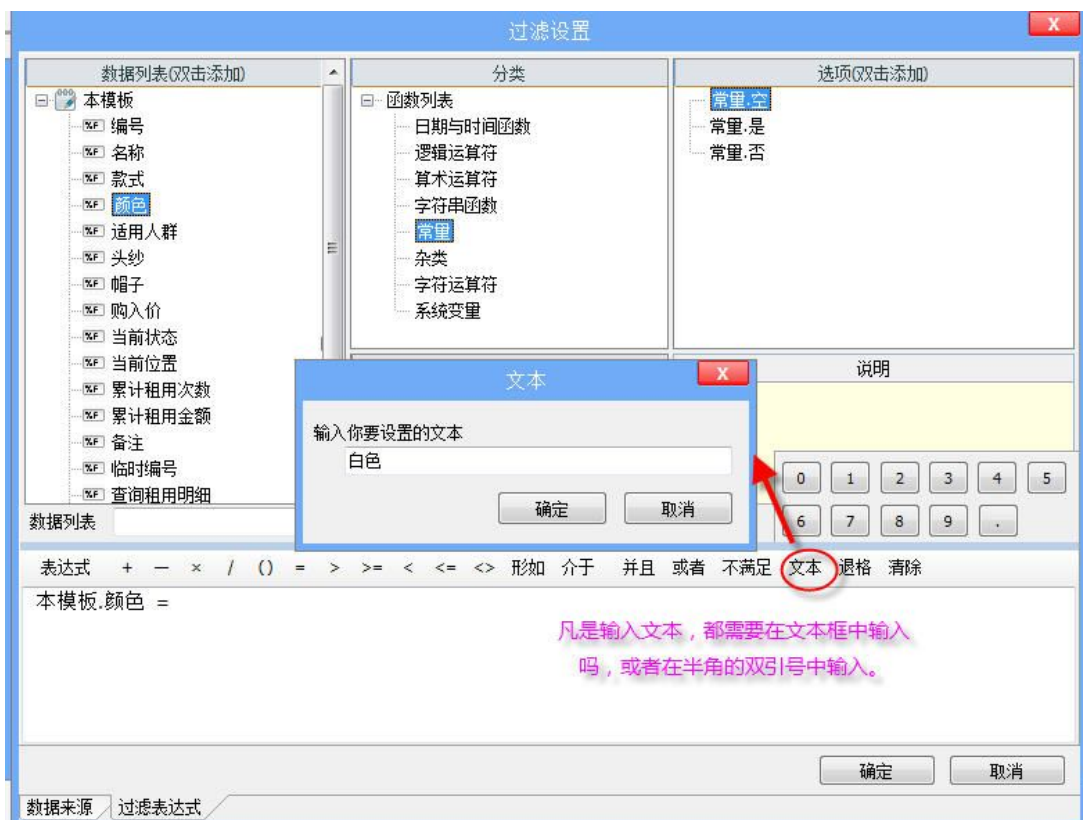 过滤设置
X
数据列表(双击添加)
分类
选项(双击添加)
本模板
编号
名称
款式
颜色
适用人群
头纱
帽子
购入价
当前状态
当前位置
累计租用次数
累计租用金额
备注
临时编号
查询租用明细
函数列表
日期与时间函数
逻辑运算符
算术运算符
字符串函数
常量
杂类
字符运算符
系统变量
常量.空
常量.是
常量.否
说明
文本
X
输入你要设置的文本
白色
确定 取消
0 1 2 3 4 5
6 7 8 9 .
数据列表
表达式 + — × / () = > >= < <= <> 形如 介于 并且 或者 不满足 文本 退格 清除
本模板.颜色 =
凡是输入文本，都需要在文本框中输入
吗，或者在半角的双引号中输入。
确定 取消
数据来源 过滤表达式